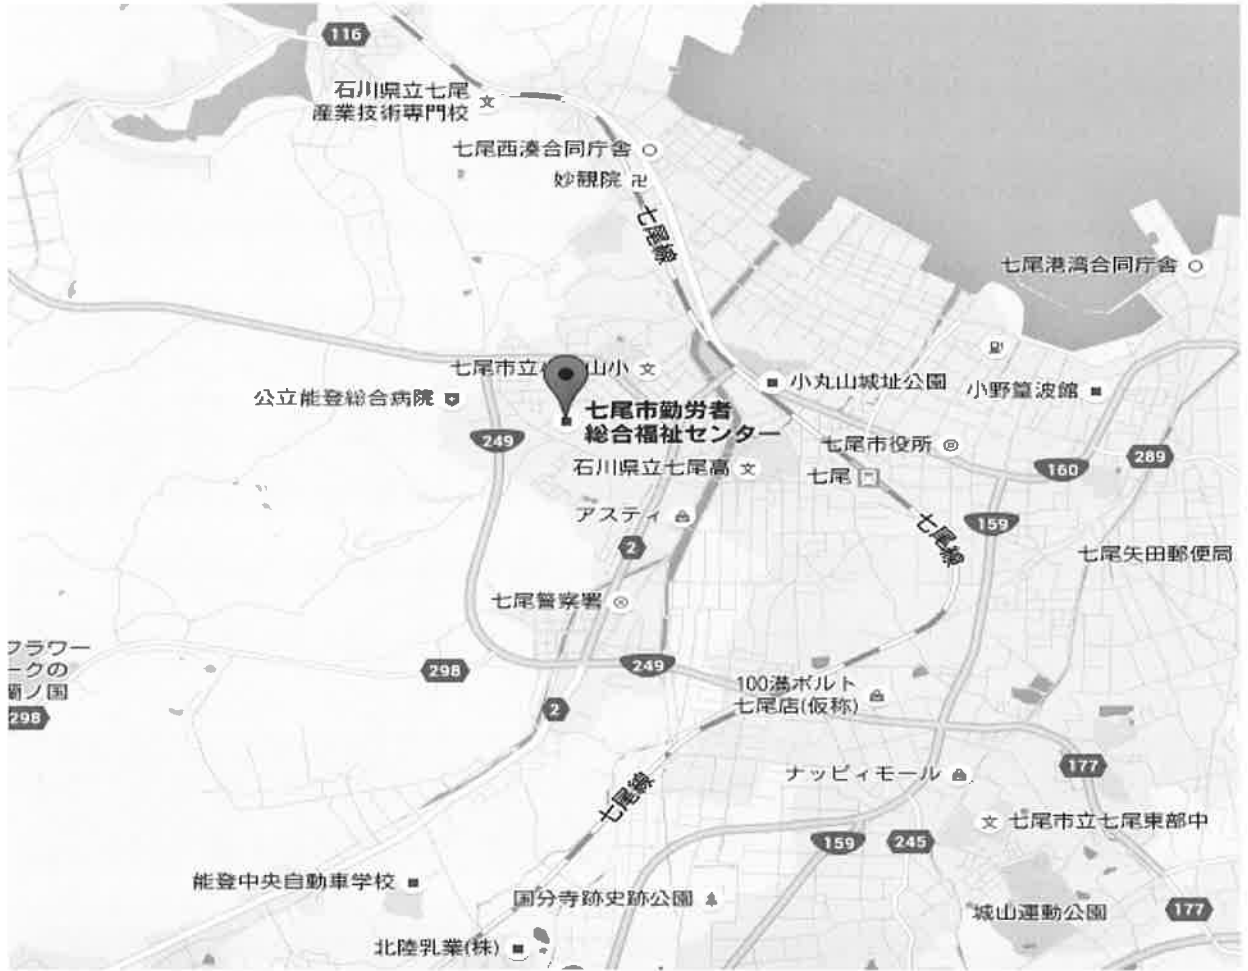 116
石川県立七尾
産業技術専門校
七尾西湊合同庁舎
妙観院
七尾線
七尾港湾合同庁舎
七尾市立
山小
小丸山城址公園
小野篁波館
公立能登総合病院
七尾市勤労者
総合福祉センター
249
七尾市役所
160
289
石川県立七尾高
七尾
アスティ
159
七尾線
2
七尾矢田郵便局
七尾警察署
フラワー
ークの
蘭ノ国
298
298
249
100満ボルト
七尾店(仮称)
2
177
ナッピィモール
七尾線
七尾市立七尾東部中
159
245
能登中央自動車学校
国分寺跡史跡公園
城山運動公園
177
北陸乳業(株)